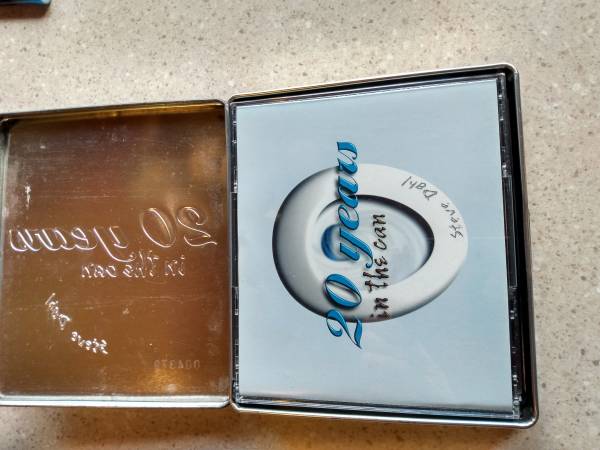 20 years
in the can
Steve Dahl
20 years
in the can
Steve Dahl